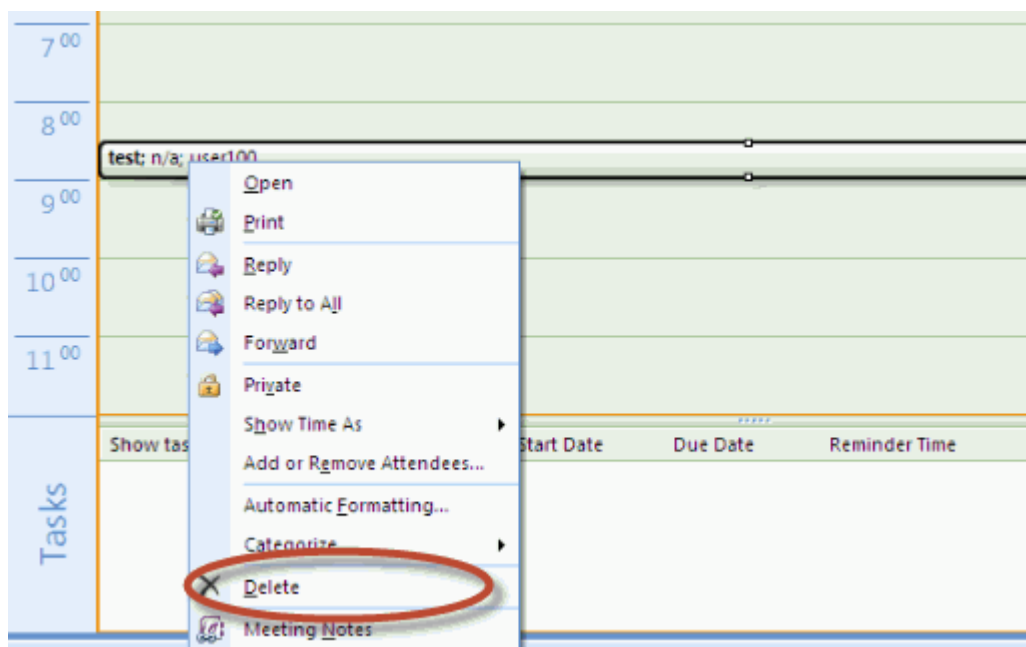 7 00
8 00
test; n/a; user100
9 00
10 00
11 00
Open
Print
Reply
Reply to All
Forward
Private
Show Time As
Add or Remove Attendees...
Automatic Formatting...
Categorize
Delete
Meeting Notes
Show tas
Start Date Due Date Reminder Time
Tasks